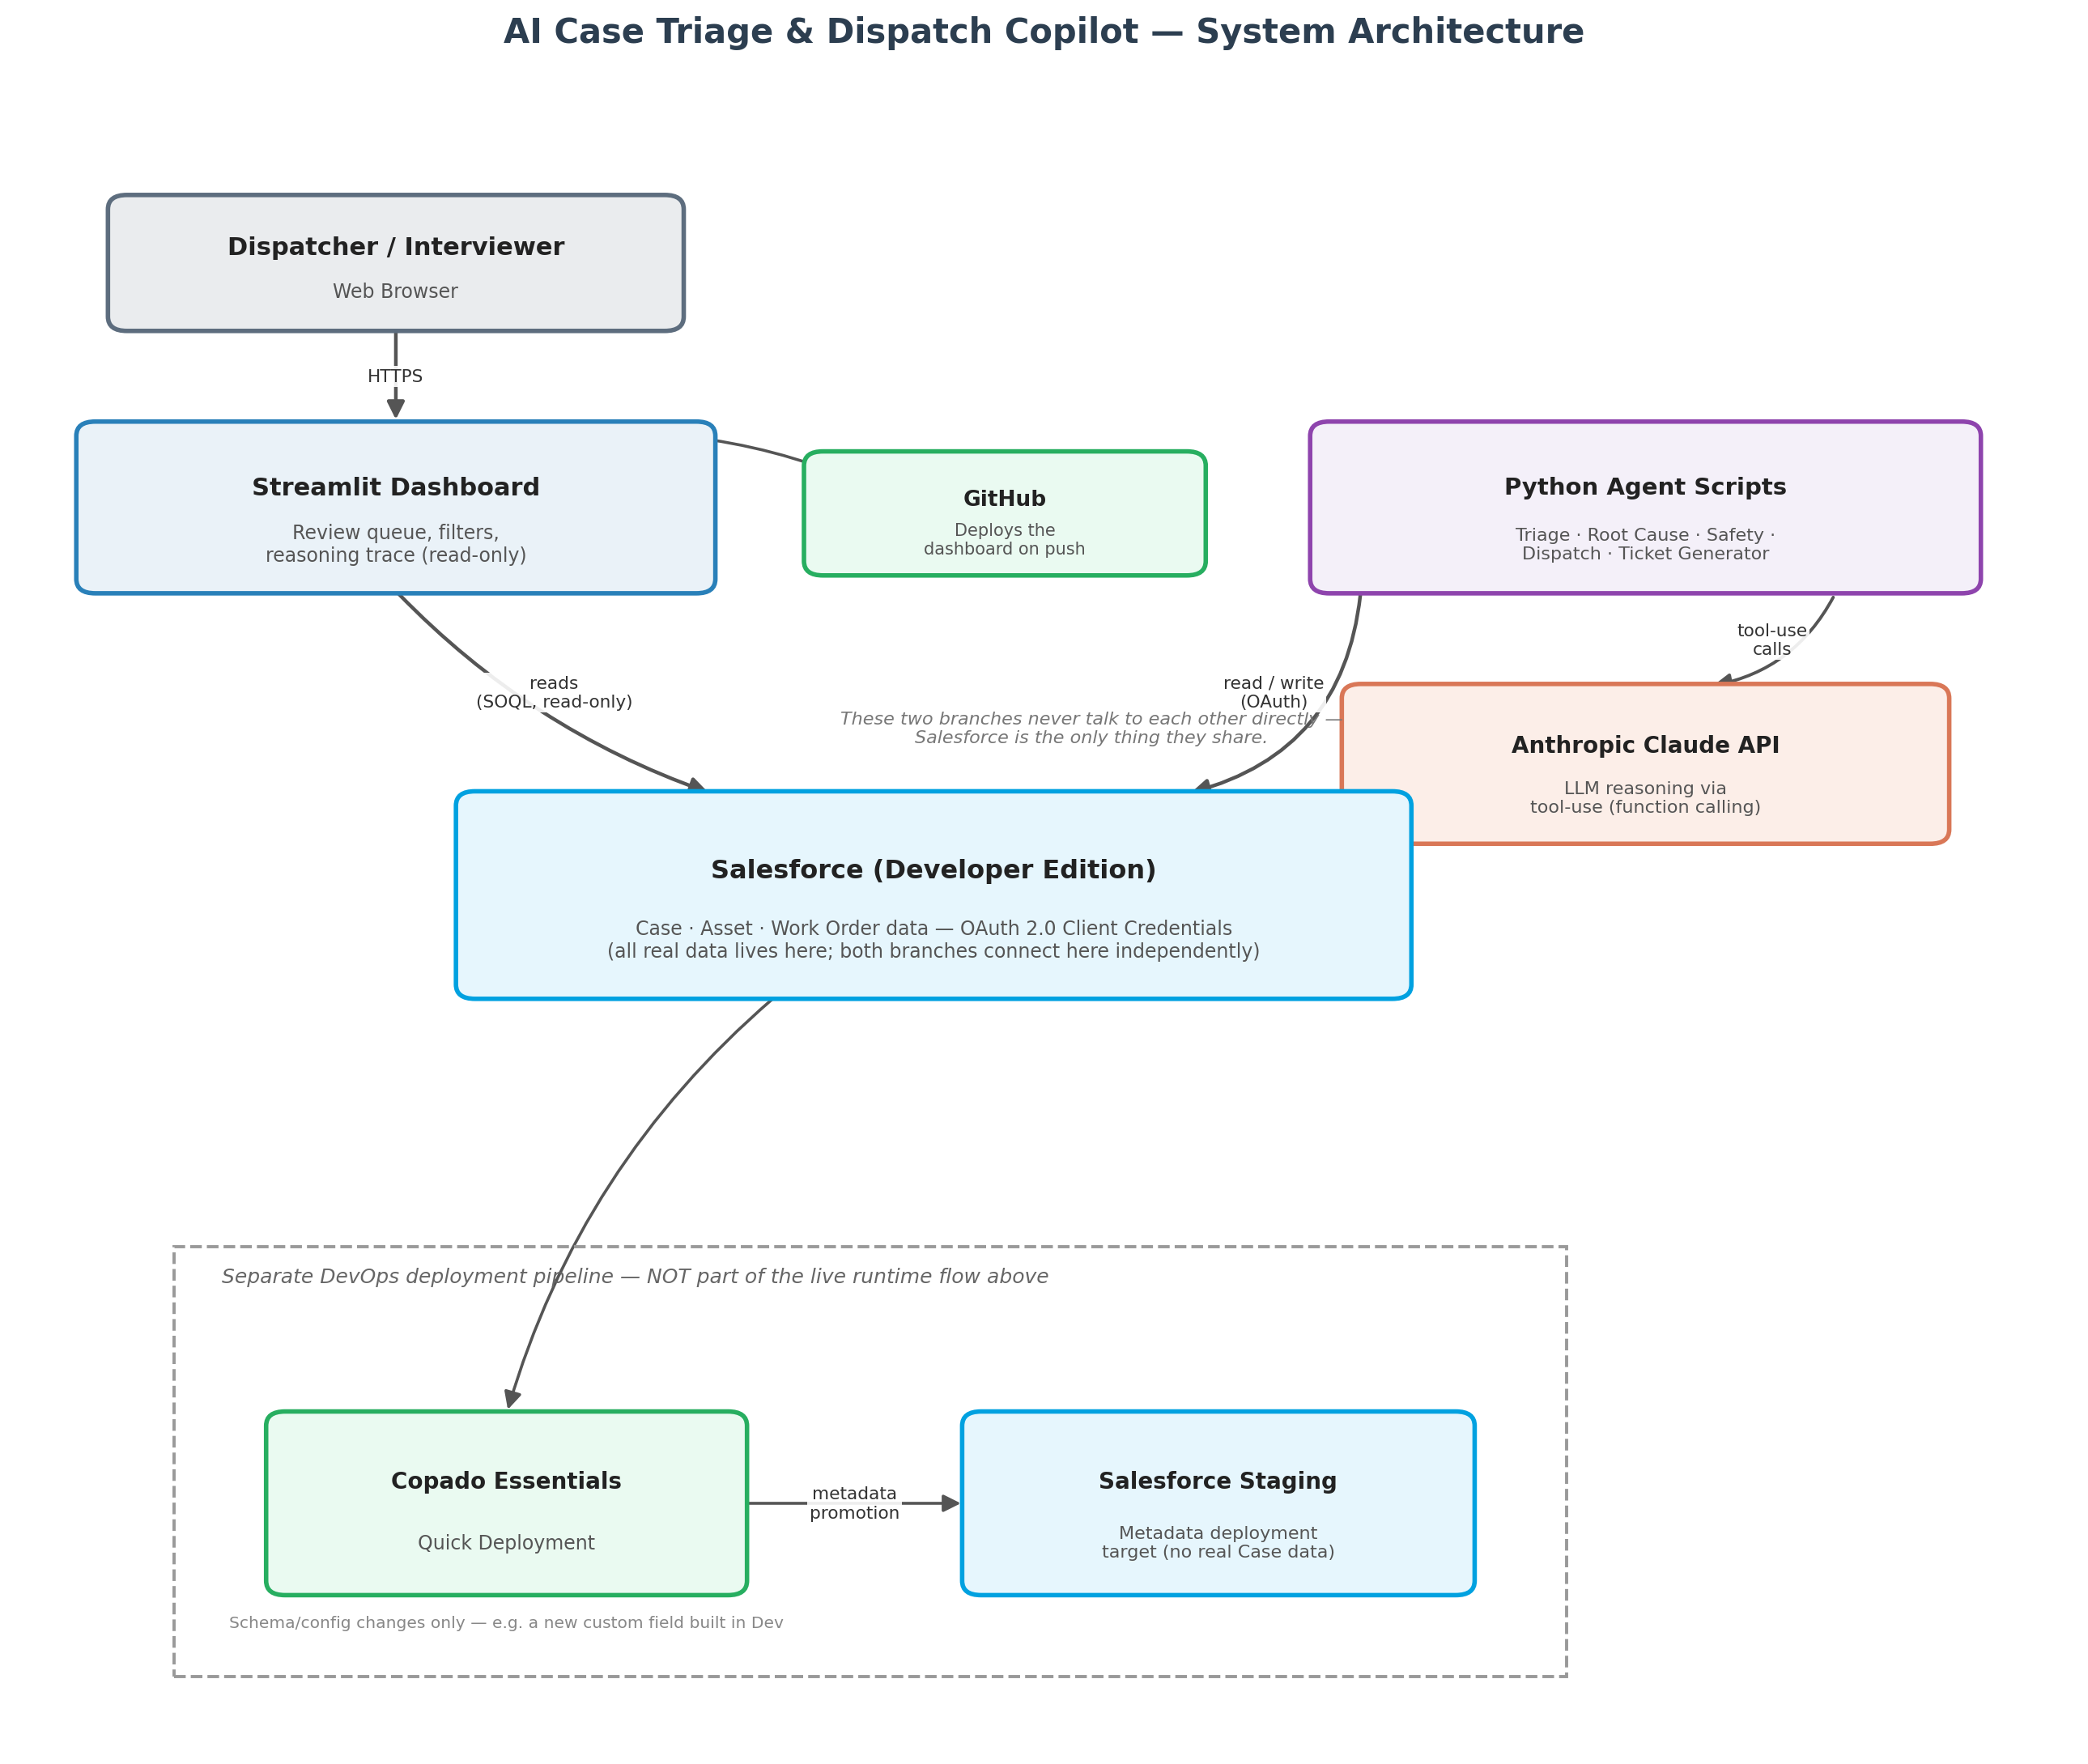 AI Case Triage & Dispatch Copilot — System Architecture
Dispatcher / Interviewer
Web Browser
HTTPS
Streamlit Dashboard
Review queue, filters,
reasoning trace (read-only)
GitHub
Deploys the
dashboard on push
Python Agent Scripts
Triage · Root Cause · Safety ·
Dispatch · Ticket Generator
tool-use
calls
reads
(SOQL, read-only)
read / write
(OAuth)
These two branches never talk to each other directly —
Salesforce is the only thing they share.
Anthropic Claude API
LLM reasoning via
tool-use (function calling)
Salesforce (Developer Edition)
Case · Asset · Work Order data — OAuth 2.0 Client Credentials
(all real data lives here; both branches connect here independently)
Separate DevOps deployment pipeline — NOT part of the live runtime flow above
Copado Essentials
Quick Deployment
metadata
promotion
Salesforce Staging
Metadata deployment
target (no real Case data)
Schema/config changes only — e.g. a new custom field built in Dev